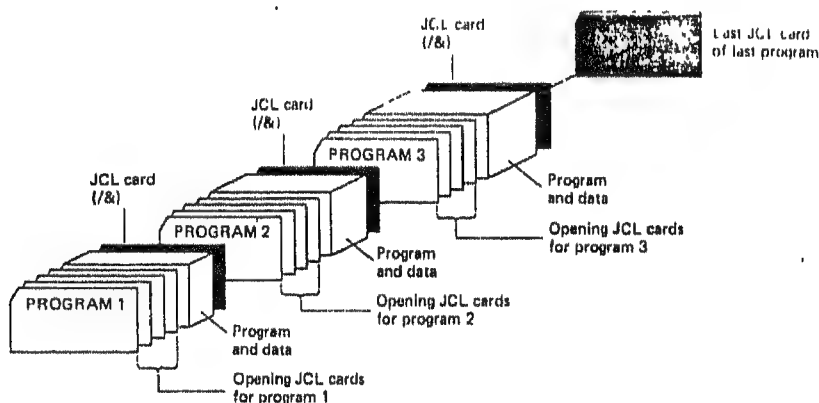 JCL card
(/&)
Last JCL card
of last program
JCL card
(/&)
PROGRAM 3
JCL card
(/&)
Program
and data
PROGRAM 2
Opening JCL cards
for program 3
Program
and data
PROGRAM 1
Opening JCL cards
for program 2
Program
and data
Opening JCL cards
for program 1